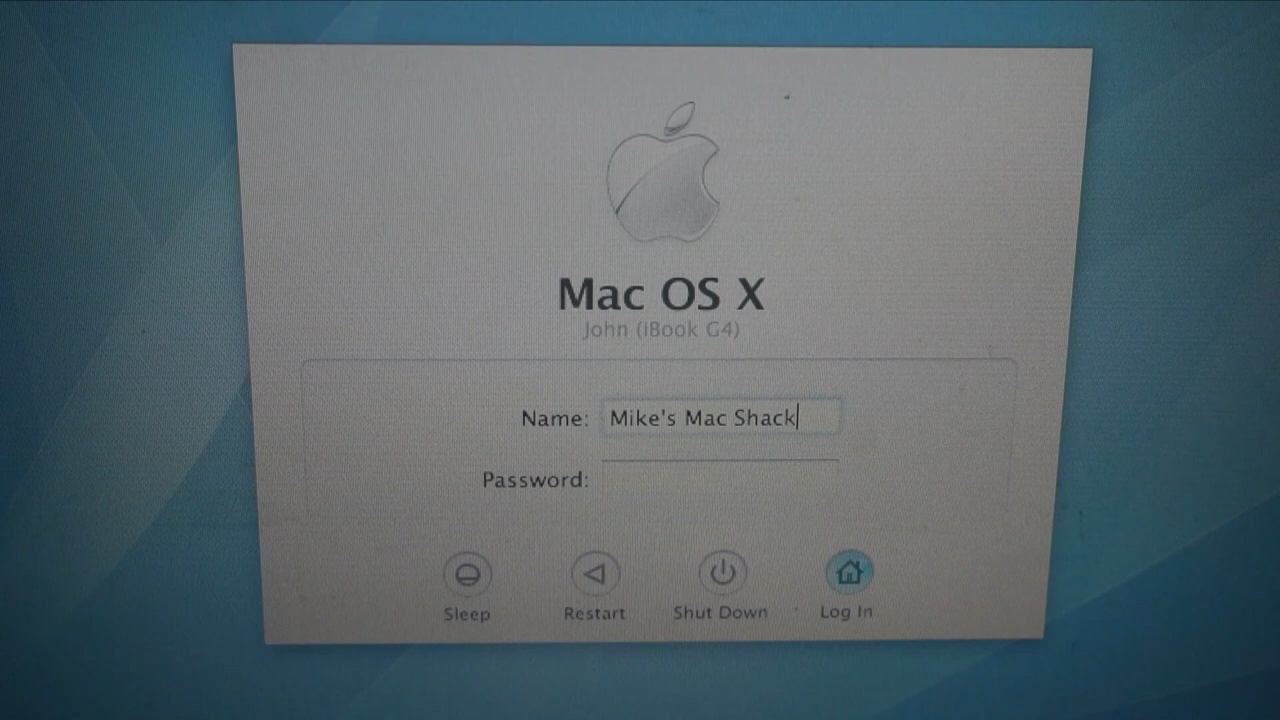 Mac OS X
John (iBook G4)
Name: Mike's Mac Shack
Password:
Sleep Restart Shut Down Log In